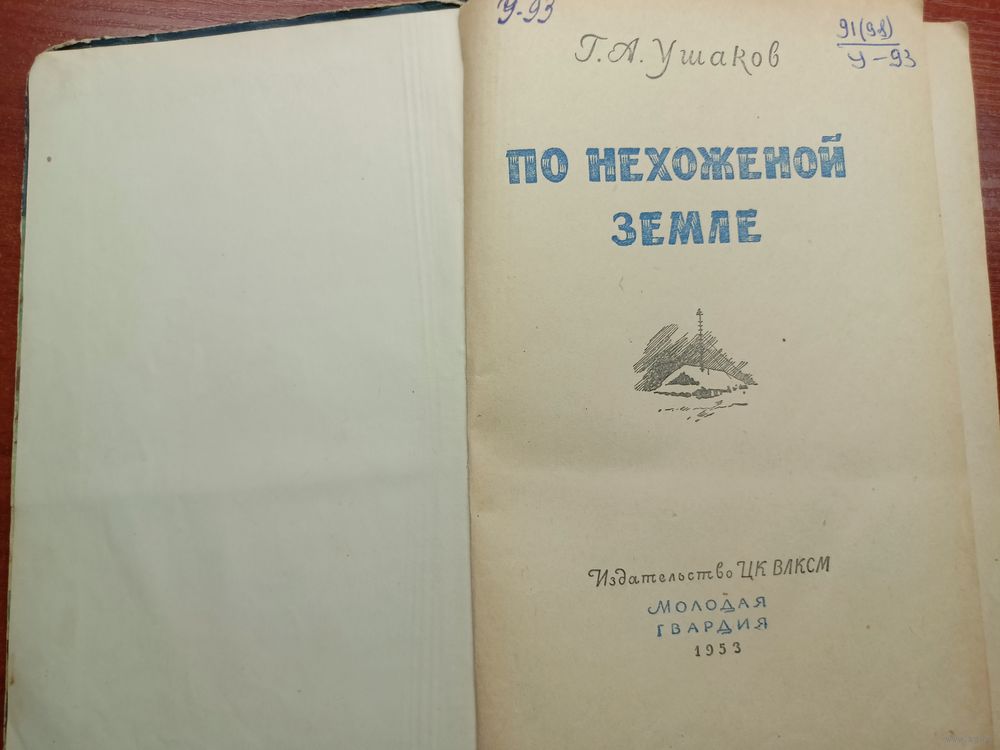 У-93
91(98)
У-93
Г. А. Ушаков
ПО НЕХОЖЕНОЙ
ЗЕМЛЕ
Издательство ЦК ВЛКСМ
МОЛОДАЯ
ГВАРДИЯ
1953